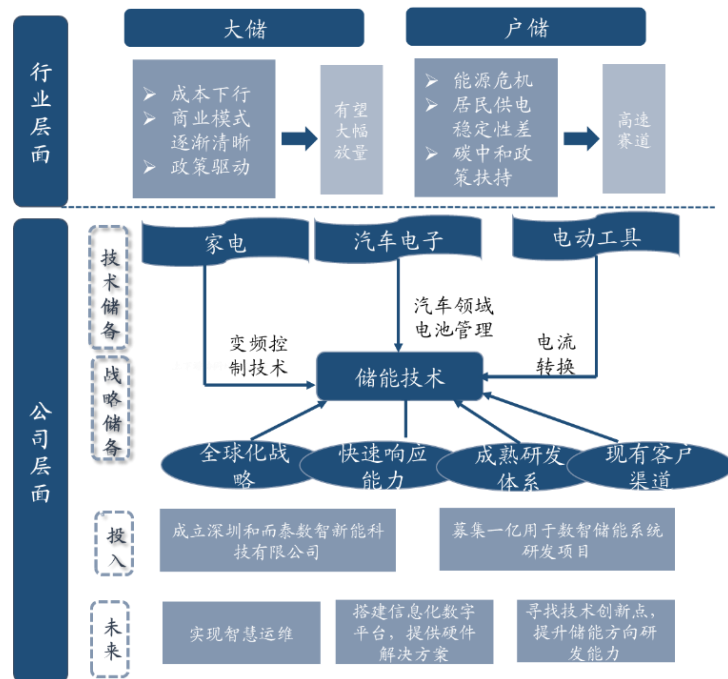 行业层面
大储
户储
成本下行
商业模式
逐渐清晰
政策驱动
有望
大幅
放量
能源危机
居民供电
稳定性差
碳中和政
策扶持
高速
赛道
公司层面
技术储备
家电
汽车电子
电动工具
变频控
制技术
汽车领域
电池管理
电流
转换
战略储备
储能技术
全球化战
略
快速响应
能力
成熟研发
体系
现有客户
渠道
投入
成立深圳和而泰数智新能科
技有限公司
募集一亿用于数智储能系统
研发项目
未来
实现智慧运维
搭建信息化数字
平台，提供硬件
解决方案
寻找技术创新点，
提升储能方向研
发能力